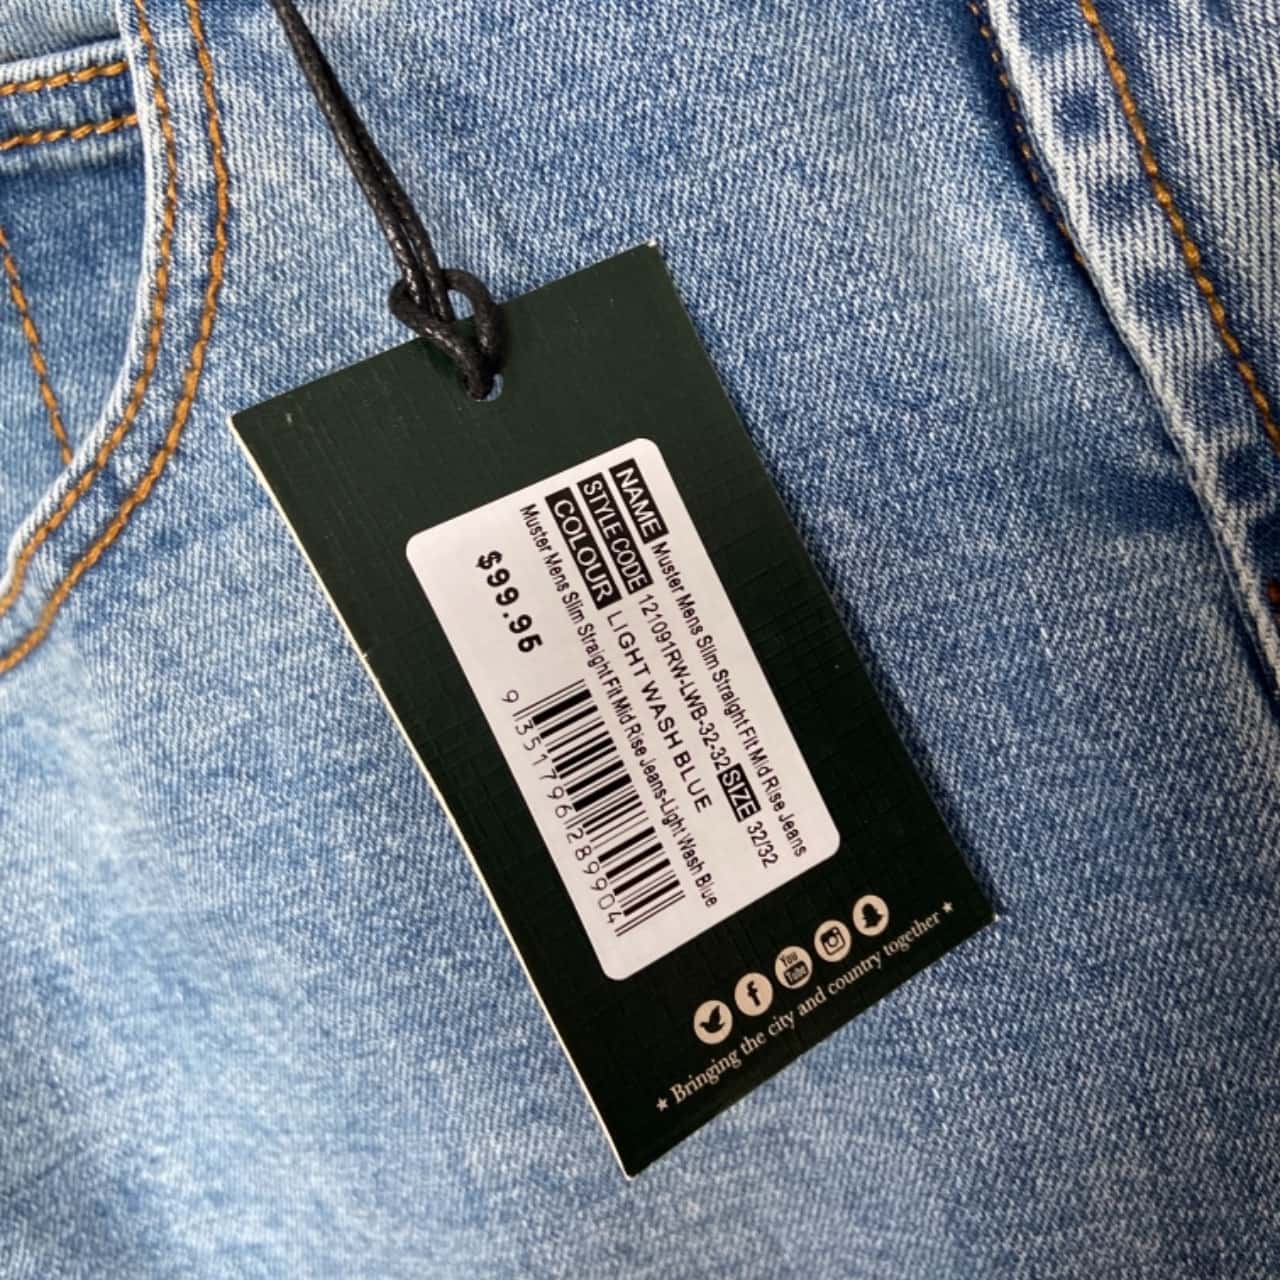 NAME Muster Mens Slim Straight Fit Mid Rise Jeans
STYLE CODE 121091RW-LWB-32-32 SIZE 32/32
COLOUR LIGHT WASH BLUE
Muster Mens Slim Straight Fit Mid Rise Jeans-Light Wash Blue
$99.95
9 351796 289904
You Tube
★ Bringing the city and country together ★